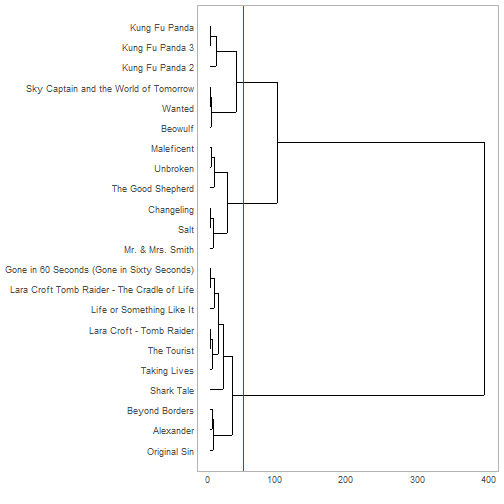 Kung Fu Panda
Kung Fu Panda 3
Kung Fu Panda 2
Sky Captain and the World of Tomorrow
Wanted
Beowulf
Maleficent
Unbroken
The Good Shepherd
Changeling
Salt
Mr. & Mrs. Smith
Gone in 60 Seconds (Gone in Sixty Seconds)
Lara Croft Tomb Raider - The Cradle of Life
Life or Something Like It
Lara Croft - Tomb Raider
The Tourist
Taking Lives
Shark Tale
Beyond Borders
Alexander
Original Sin
0 100 200 300 400